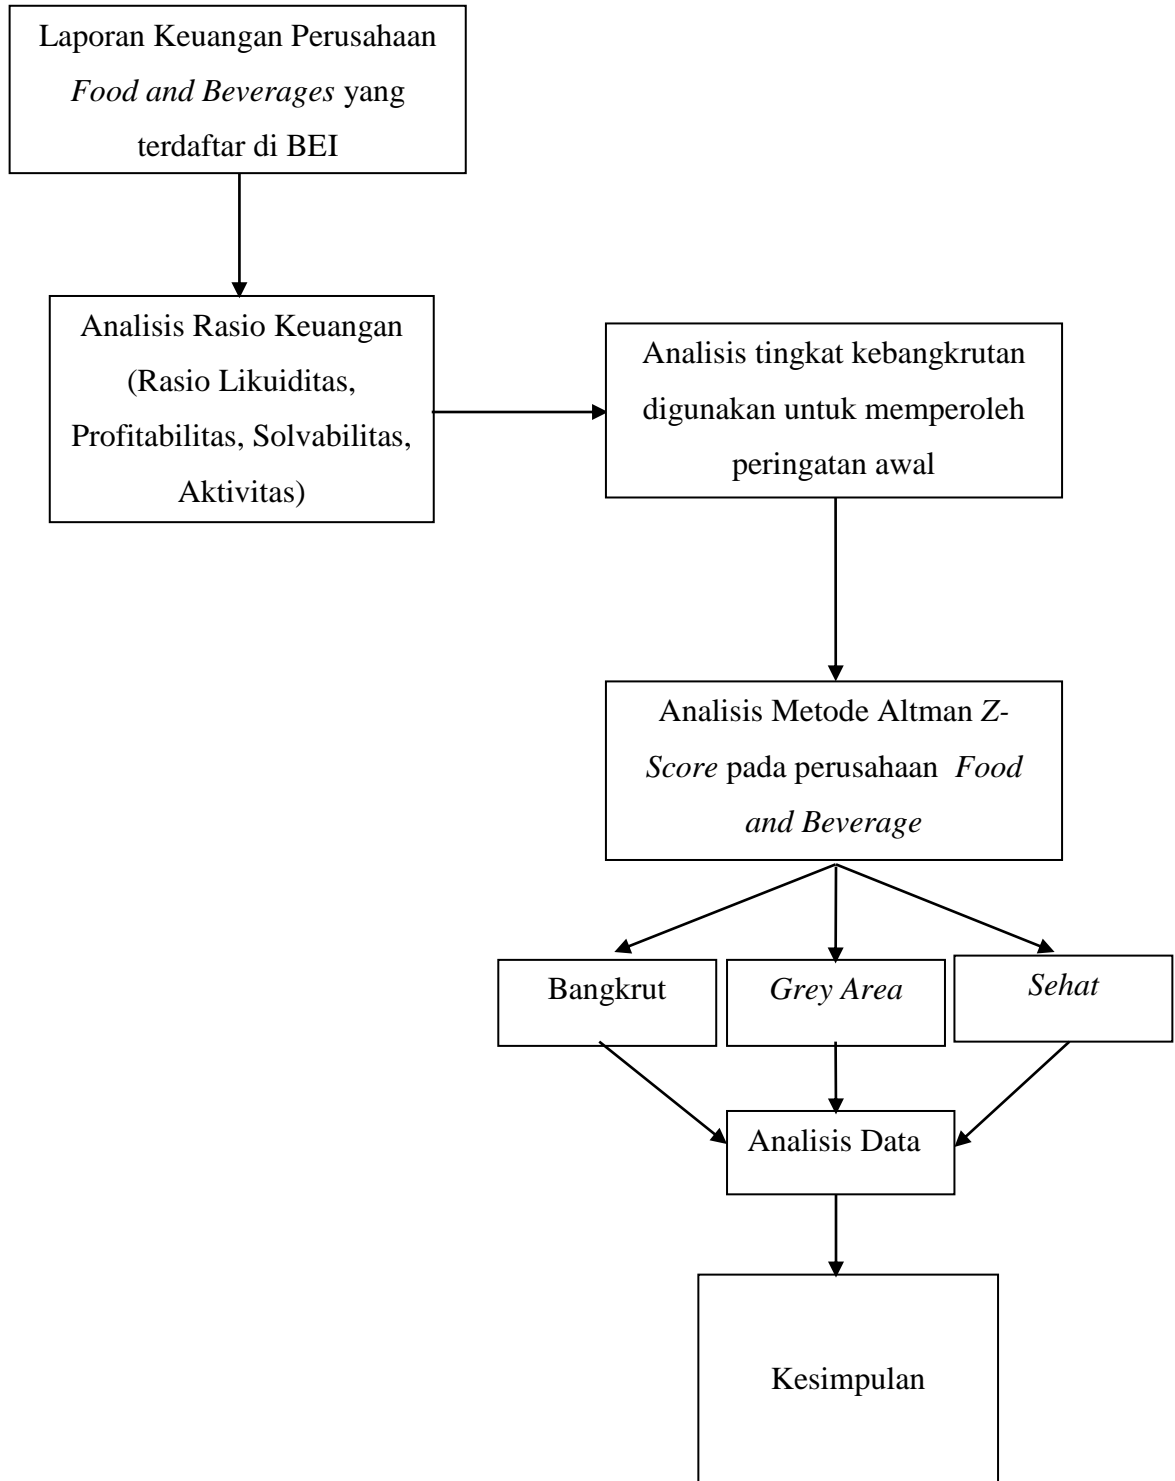 Laporan Keuangan Perusahaan
Food and Beverages yang
terdaftar di BEI
Analisis Rasio Keuangan
(Rasio Likuiditas,
Profitabilitas, Solvabilitas,
Aktivitas)
Analisis tingkat kebangkrutan
digunakan untuk memperoleh
peringatan awal
Analisis Metode Altman Z-
Score pada perusahaan Food
and Beverage
Bangkrut
Grey Area
Sehat
Analisis Data
Kesimpulan